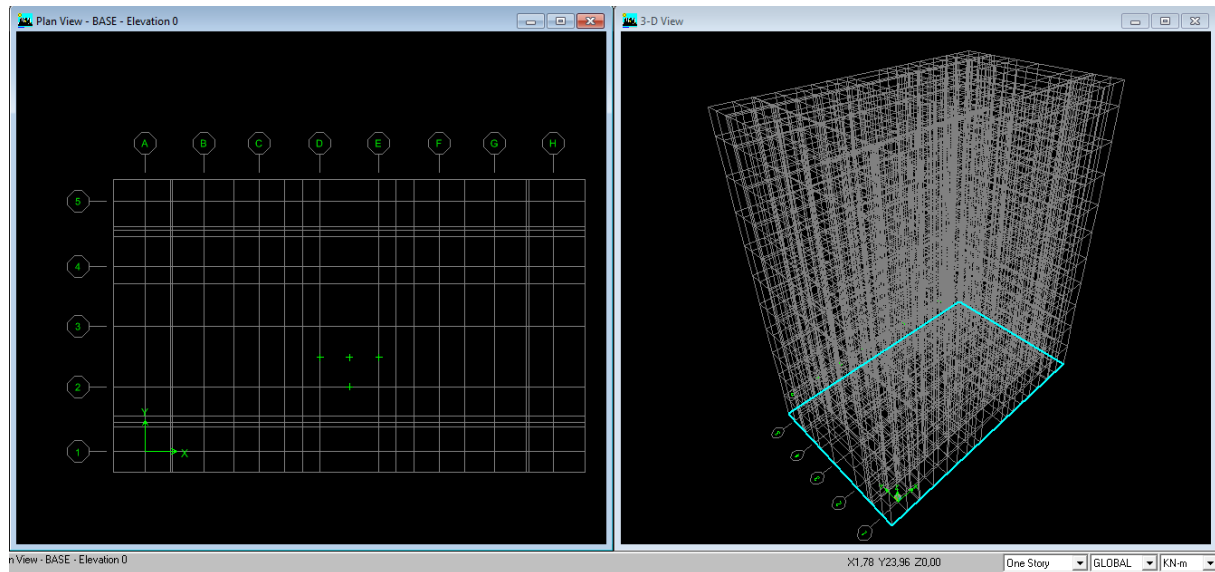 Plan View - BASE - Elevation 0
3-D View
A B C D E F G H
5
4
3
2
1
Y
X
n View - BASE - Elevation 0
X1,78 Y23,96 Z0,00
One Story
GLOBAL
KN-m